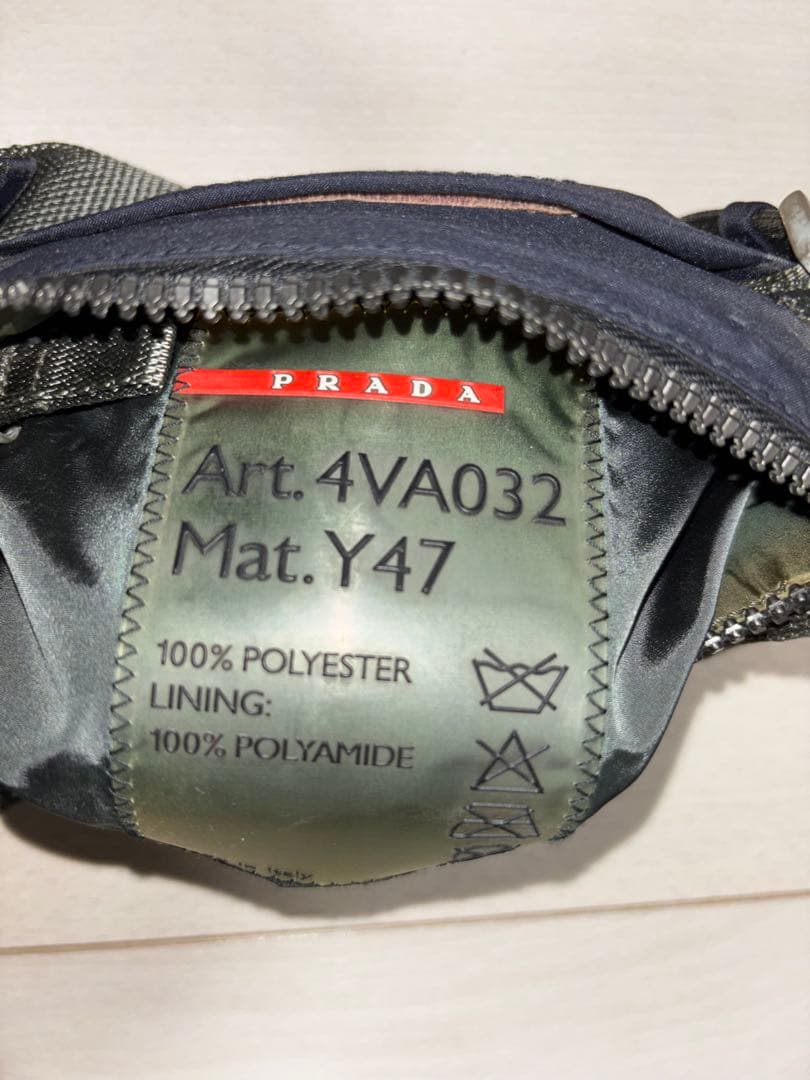 PRADA
Art. 4VA032
Mat. Y47
100% POLYESTER
LINING:
100% POLYAMIDE